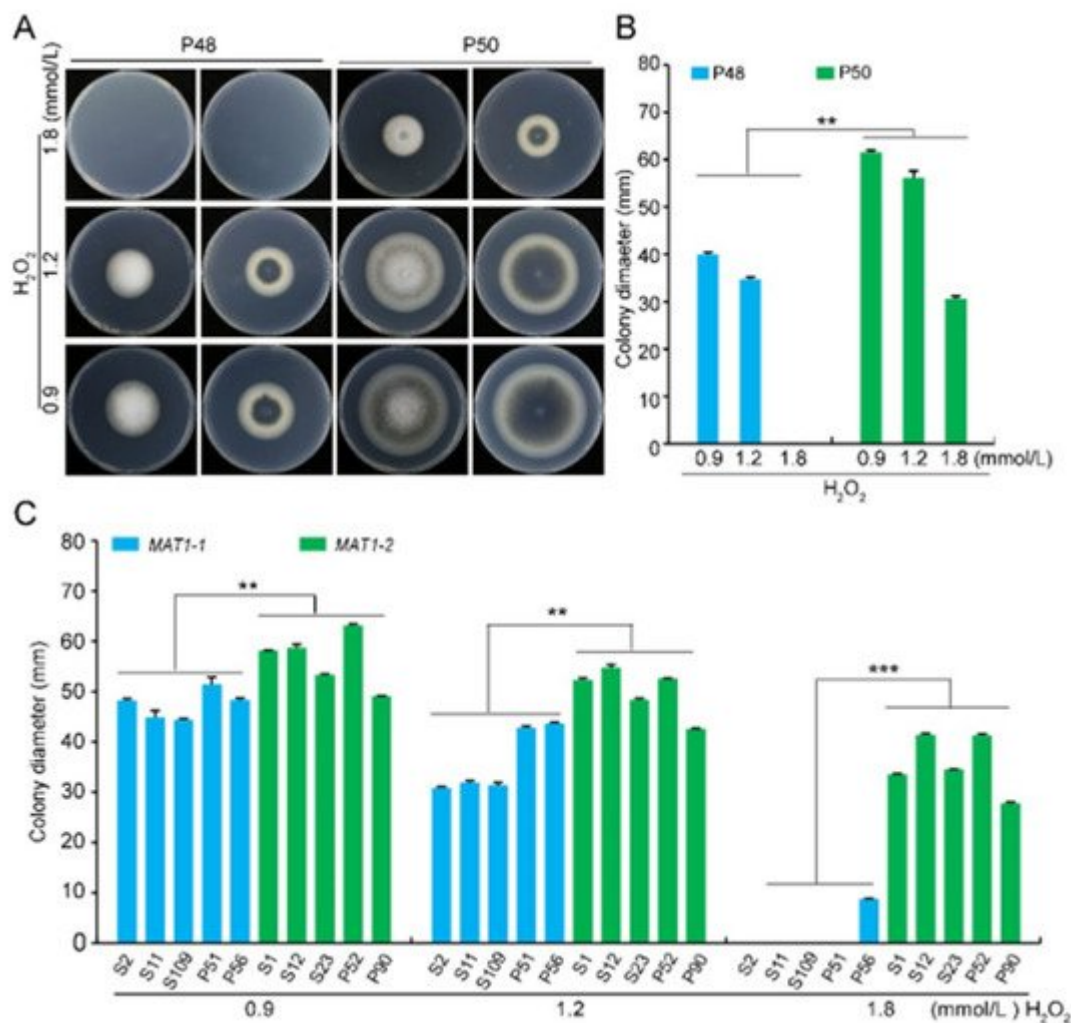 A
P48
P50
1.8 (mmol/L)
1.2
0.9
H₂O₂
B
P48
P50
**
80
70
60
50
40
30
20
10
0
Colony dimaeter (mm)
0.9
1.2
1.8
0.9
1.2
1.8
(mmol/L)
H₂O₂
C
MAT1-1
MAT1-2
80
70
60
50
40
30
20
10
0
Colony diameter (mm)
**
**
***
S2
S11
S109
P51
P56
S1
S12
S23
P52
P90
S2
S11
S109
P51
P56
S1
S12
S23
P52
P90
S2
S11
S109
P51
P56
S1
S12
S23
P52
P90
0.9
1.2
1.8
(mmol/L) H₂O₂